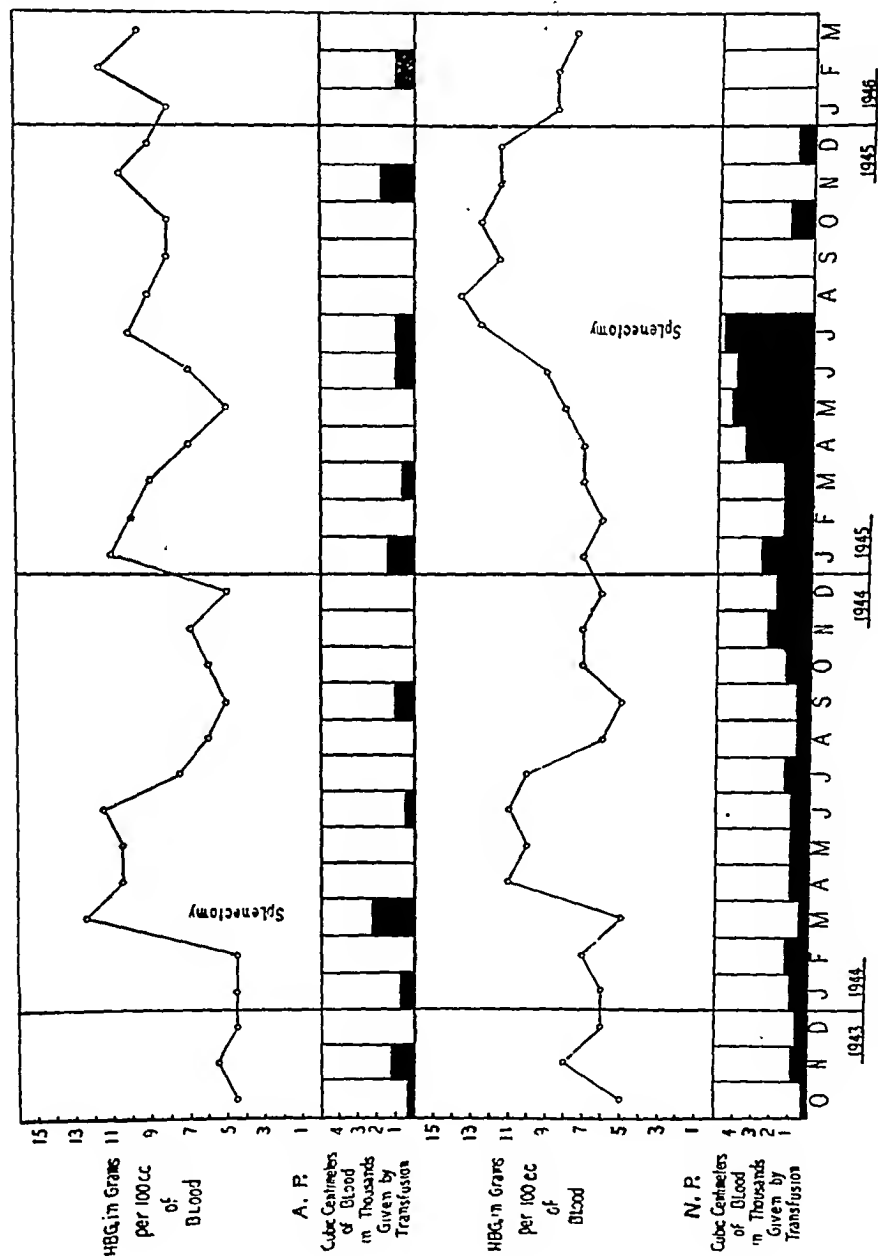 15
13
11
9
7
5
3
1
HBG, in Grams
per 100 cc
of
Blood
A. P.
Splenectomy
4
3
2
1
Cubic Centimeters
of Blood
in Thousands
Given by
Transfusion
15
13
11
9
7
5
3
1
HBG, in Grams
per 100 cc
of
Blood
N. P.
Splenectomy
4
3
2
1
Cubic Centimeters
of Blood
in Thousands
Given by
Transfusion
O N D J F M A M J J A S O N D J F M A M J J A S O N D J F M
1943 1944 1944 1945 1945 1946